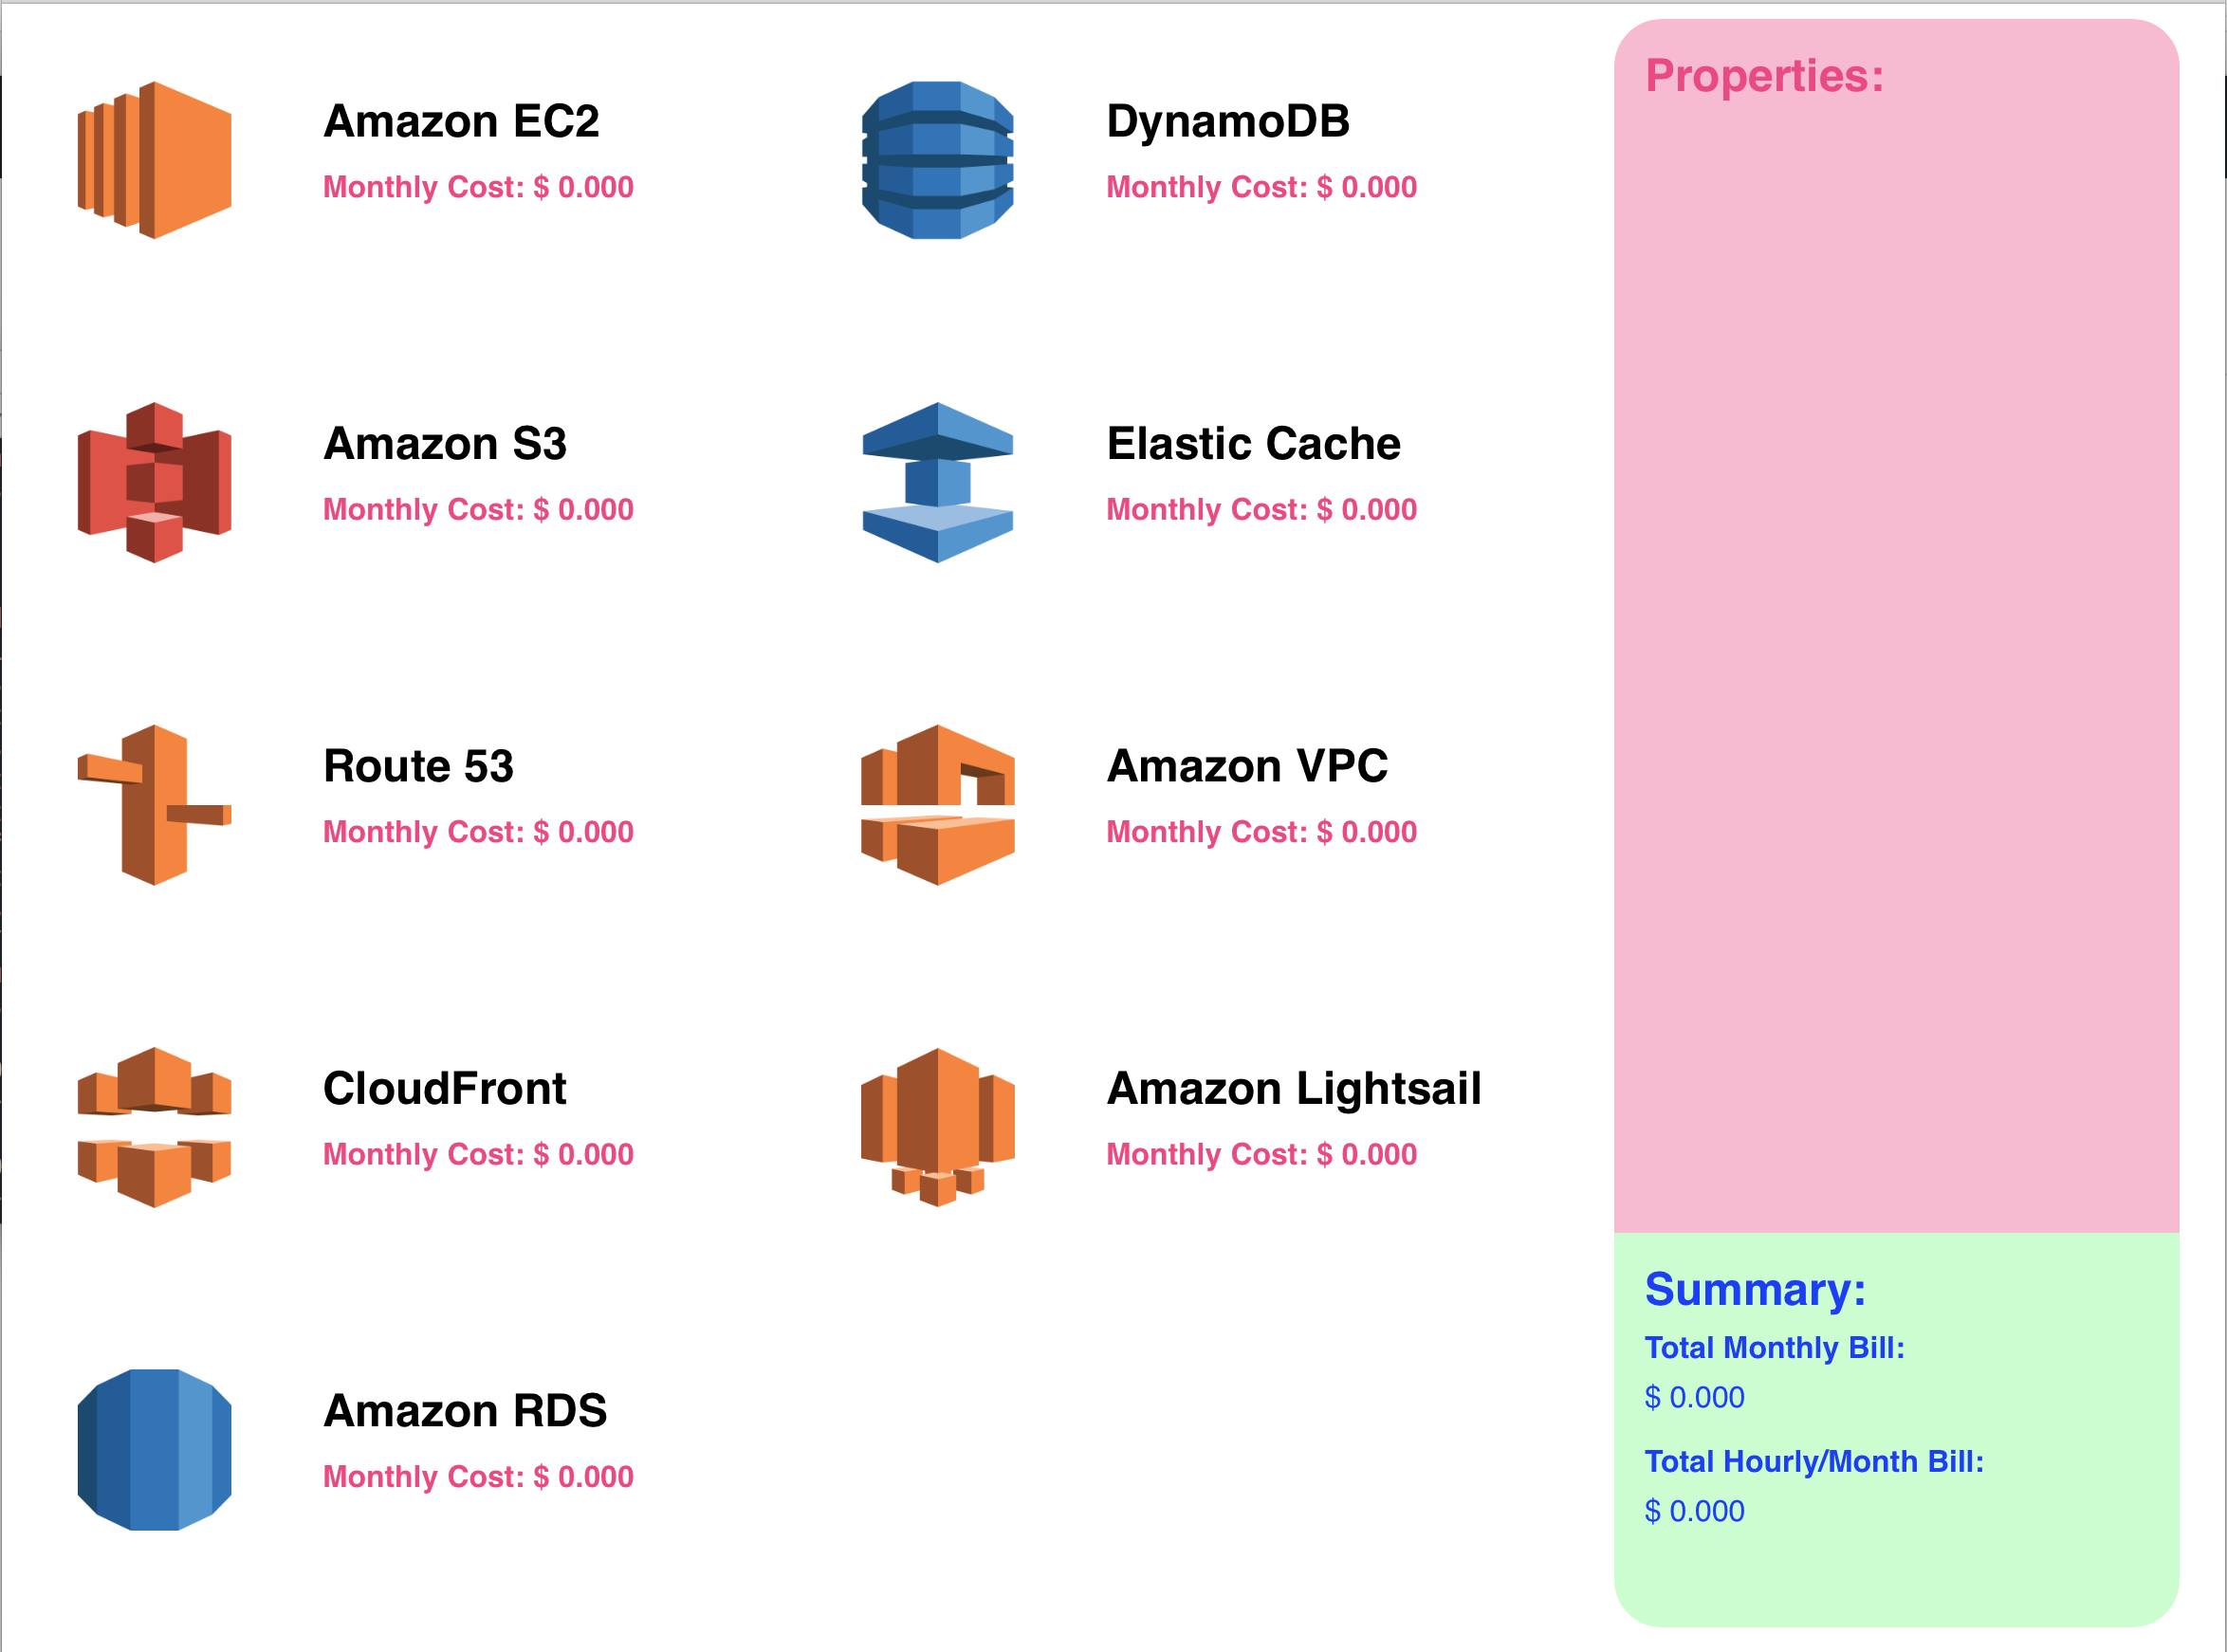 Amazon EC2
Monthly Cost: $ 0.000
Amazon S3
Monthly Cost: $ 0.000
Route 53
Monthly Cost: $ 0.000
CloudFront
Monthly Cost: $ 0.000
Amazon RDS
Monthly Cost: $ 0.000
DynamoDB
Monthly Cost: $ 0.000
Elastic Cache
Monthly Cost: $ 0.000
Amazon VPC
Monthly Cost: $ 0.000
Amazon Lightsail
Monthly Cost: $ 0.000
Properties:
Summary:
Total Monthly Bill:
$ 0.000
Total Hourly/Month Bill:
$ 0.000